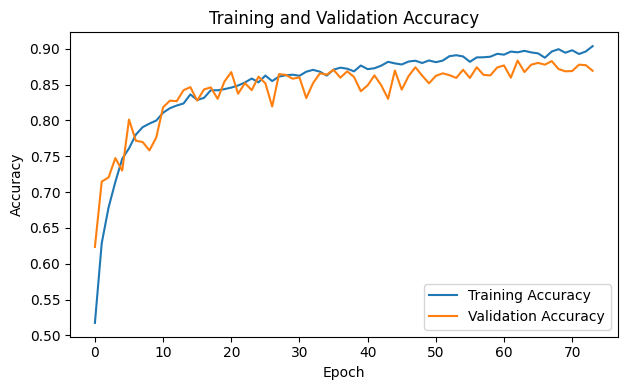 Training and Validation Accuracy
Accuracy
0.90
0.85
0.80
0.75
0.70
0.65
0.60
0.55
0.50
Training Accuracy
Validation Accuracy
0 10 20 30 40 50 60 70
Epoch